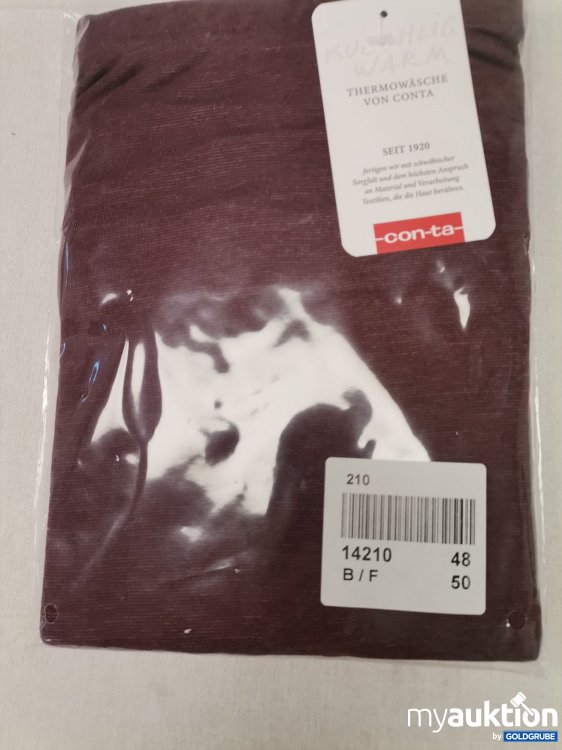 KUSCHLIG
WARM
THERMOWÄSCHE
VON CONTA
SEIT 1920
fertigen wir mit schwäbischer
Sorgfalt und dem höchsten Anspruch
an Material und Verarbeitung
Textilien, die die Haut berühren.
-con-ta-
210
14210 48
B / F 50
myauktion
by GOLDGRUBE